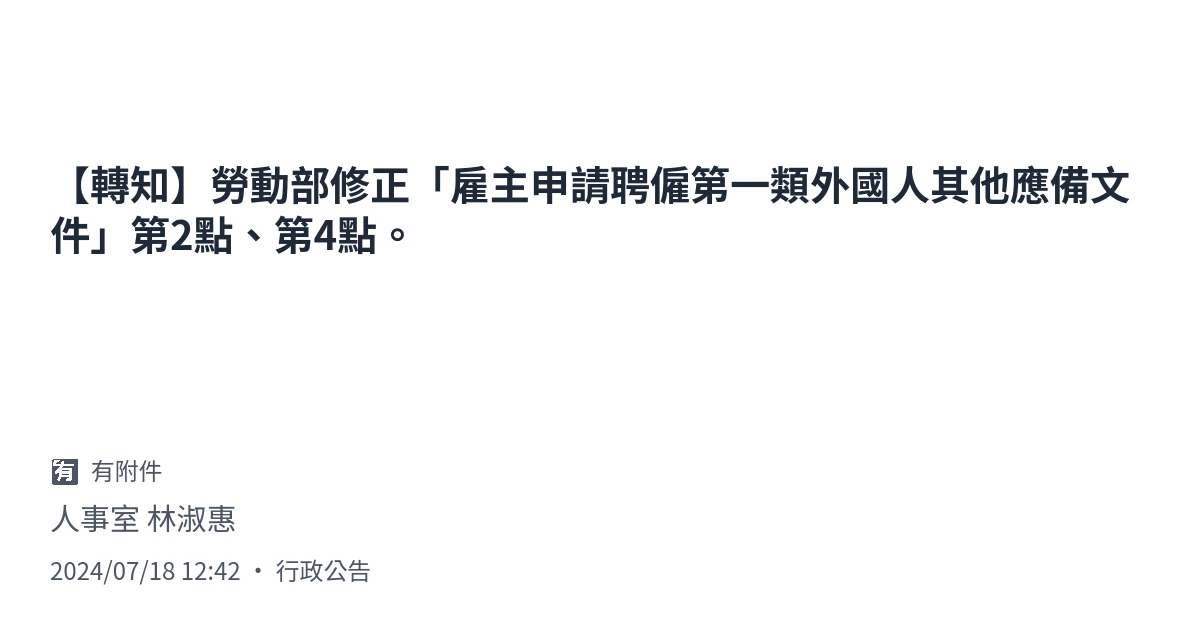 【轉知】勞動部修正「雇主申請聘僱第一類外國人其他應備文
件」第2點、第4點。
🈶 有附件
人事室 林淑惠
2024/07/18 12:42 • 行政公告